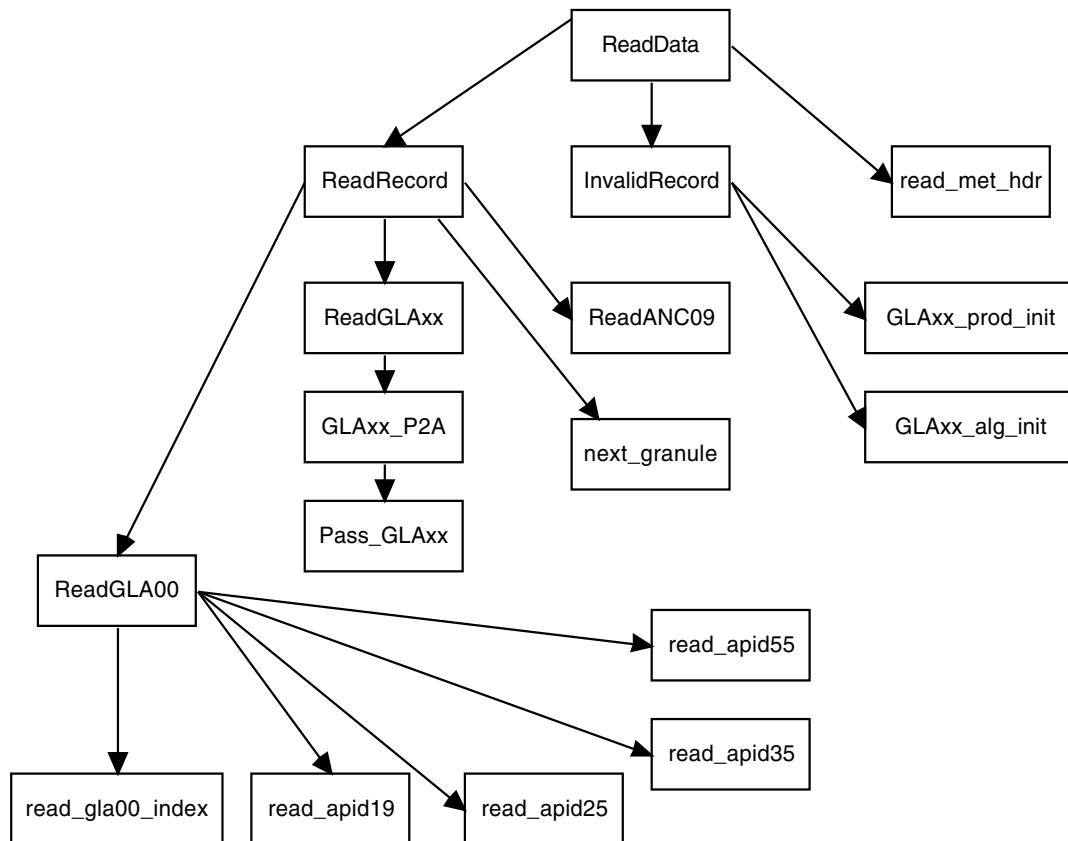 ReadData
ReadRecord
InvalidRecord
read_met_hdr
ReadGLAxx
ReadANC09
GLAxx_prod_init
GLAxx_P2A
next_granule
GLAxx_alg_init
Pass_GLAxx
ReadGLA00
read_apid55
read_apid35
read_gla00_index
read_apid19
read_apid25